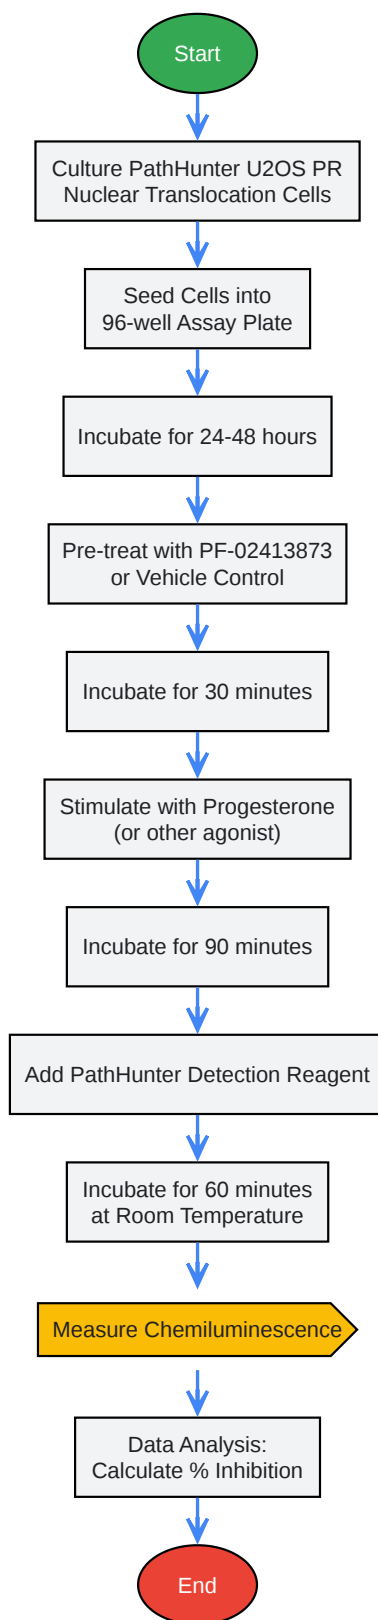 Start
Culture PathHunter U2OS PR
Nuclear Translocation Cells
Seed Cells into
96-well Assay Plate
Incubate for 24-48 hours
Pre-treat with PF-02413873
or Vehicle Control
Incubate for 30 minutes
Stimulate with Progesterone
(or other agonist)
Incubate for 90 minutes
Add PathHunter Detection Reagent
Incubate for 60 minutes
at Room Temperature
Measure Chemiluminescence
Data Analysis:
Calculate % Inhibition
End